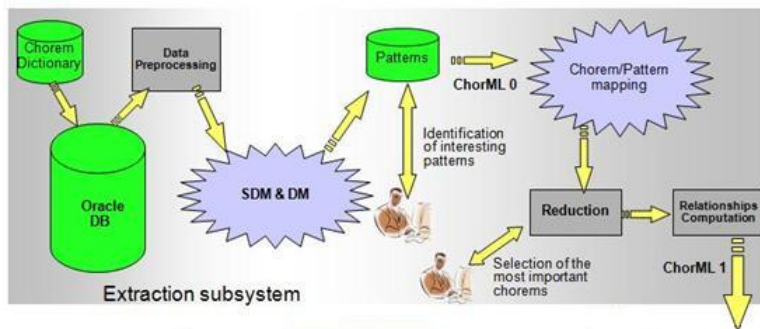 Chorem
Dictionary
Data
Preprocessing
Patterns
ChorML 0
Chorem/Pattern
mapping
Identification
of interesting
patterns
Oracle
DB
SDM & DM
Reduction
Relationships
Computation
Selection of the
most important
chorems
ChorML 1
Extraction subsystem